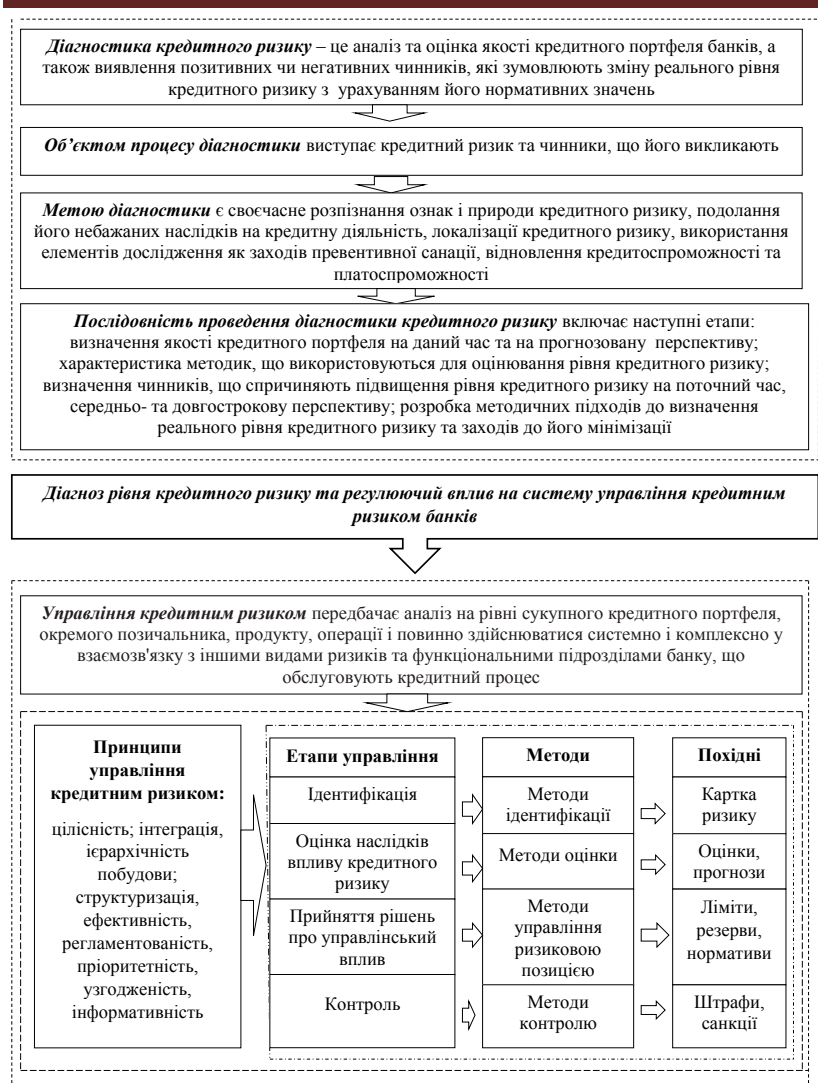 Діагностика кредитного ризику – це аналіз та оцінка якості кредитного портфеля банків, а
також виявлення позитивних чи негативних чинників, які зумовлюють зміну реального рівня
кредитного ризику з урахуванням його нормативних значень
Об’єктом процесу діагностики виступає кредитний ризик та чинники, що його викликають
Метою діагностики є своєчасне розпізнання ознак і природи кредитного ризику, подолання
його небажаних наслідків на кредитну діяльність, локалізації кредитного ризику, використання
елементів дослідження як заходів превентивної санації, відновлення кредитоспроможності та
платоспроможності
Послідовність проведення діагностики кредитного ризику включає наступні етапи:
визначення якості кредитного портфеля на даний час та на прогнозовану перспективу;
характеристика методик, що використовуються для оцінювання рівня кредитного ризику;
визначення чинників, що спричиняють підвищення рівня кредитного ризику на поточний час,
середньо- та довгострокову перспективу; розробка методичних підходів до визначення
реального рівня кредитного ризику та заходів до його мінімізації
Діагноз рівня кредитного ризику та регулюючий вплив на систему управління кредитним
ризиком банків
Управління кредитним ризиком передбачає аналіз на рівні сукупного кредитного портфеля,
окремого позичальника, продукту, операції і повинно здійснюватися системно і комплексно у
взаємозв'язку з іншими видами ризиків та функціональними підрозділами банку, що
обслуговують кредитний процес
Принципи
управління
кредитним ризиком:
цілісність; інтеграція,
ієрархічність
побудови;
структуризація,
ефективність,
регламентованість,
пріоритетність,
узгодженість,
інформативність
Етапи управління
Ідентифікація
Оцінка наслідків
впливу кредитного
ризику
Прийняття рішень
про управлінський
вплив
Контроль
Методи
Методи
ідентифікації
Методи оцінки
Методи
управління
ризиковою
позицією
Методи
контролю
Похідні
Картка
ризику
Оцінки,
прогнози
Ліміти,
резерви,
нормативи
Штрафи,
санкції